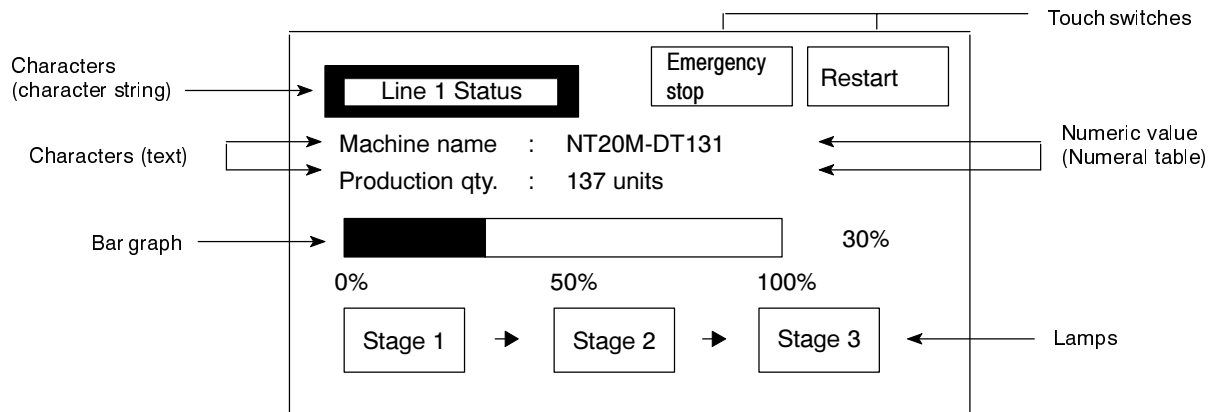 Touch switches
Characters
(character string)
Line 1 Status
Emergency
stop
Restart
Characters (text)
Machine name : NT20M-DT131
Production qty. : 137 units
Numeric value
(Numeral table)
Bar graph
30%
0% 50% 100%
Stage 1 Stage 2 Stage 3
Lamps